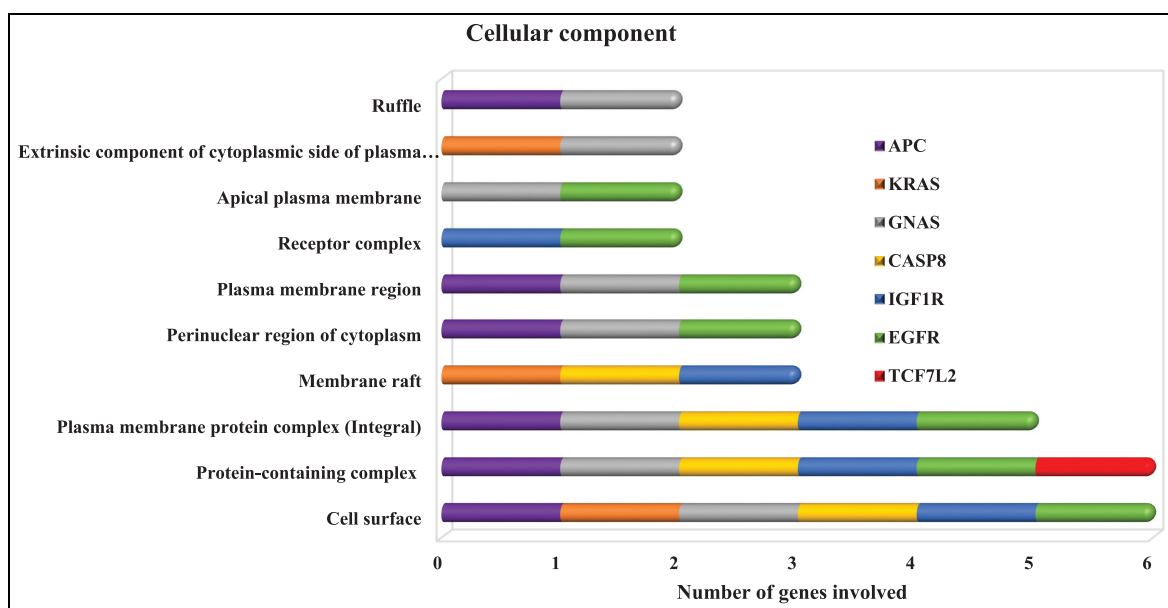 Cellular component
Ruffle
Extrinsic component of cytoplasmic side of plasma…
Apical plasma membrane
Receptor complex
Plasma membrane region
Perinuclear region of cytoplasm
Membrane raft
Plasma membrane protein complex (Integral)
Protein-containing complex
Cell surface
APC
KRAS
GNAS
CASP8
IGF1R
EGFR
TCF7L2
0 1 2 3 4 5 6
Number of genes involved